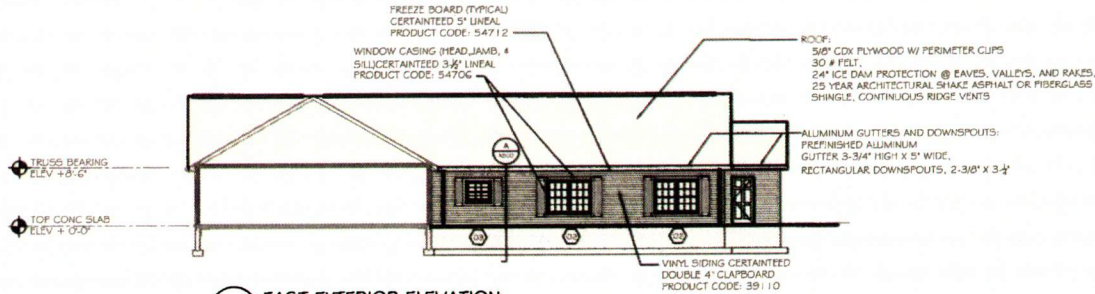 FREEZE BOARD (TYPICAL)
CERTAINTEED 5" LINEAL
PRODUCT CODE: 54712
WINDOW CASING (HEAD,JAMB, &
SILL)CERTAINTEED 3½" LINEAL
PRODUCT CODE: 54706
ROOF:
5/8" CDX PLYWOOD W/ PERIMETER CLIPS
30 # FELT,
24" ICE DAM PROTECTION @ EAVES, VALLEYS, AND RAKES,
25 YEAR ARCHITECTURAL SHAKE ASPHALT OR FIBERGLASS
SHINGLE, CONTINUOUS RIDGE VENTS
ALUMINUM GUTTERS AND DOWNSPOUTS:
PREFINISHED ALUMINUM
GUTTER 3-3/4" HIGH X 5" WIDE,
RECTANGULAR DOWNSPOUTS, 2-3/8" X
A
TRUSS BEARING
ELEV +8'-6"
TOP CONC SLAB
ELEV + 0'-0"
VINYL SIDING CERTAINTEED
DOUBLE 4" CLAPBOARD
PRODUCT CODE: 39110
EAST EXTERIOR ELEVATION